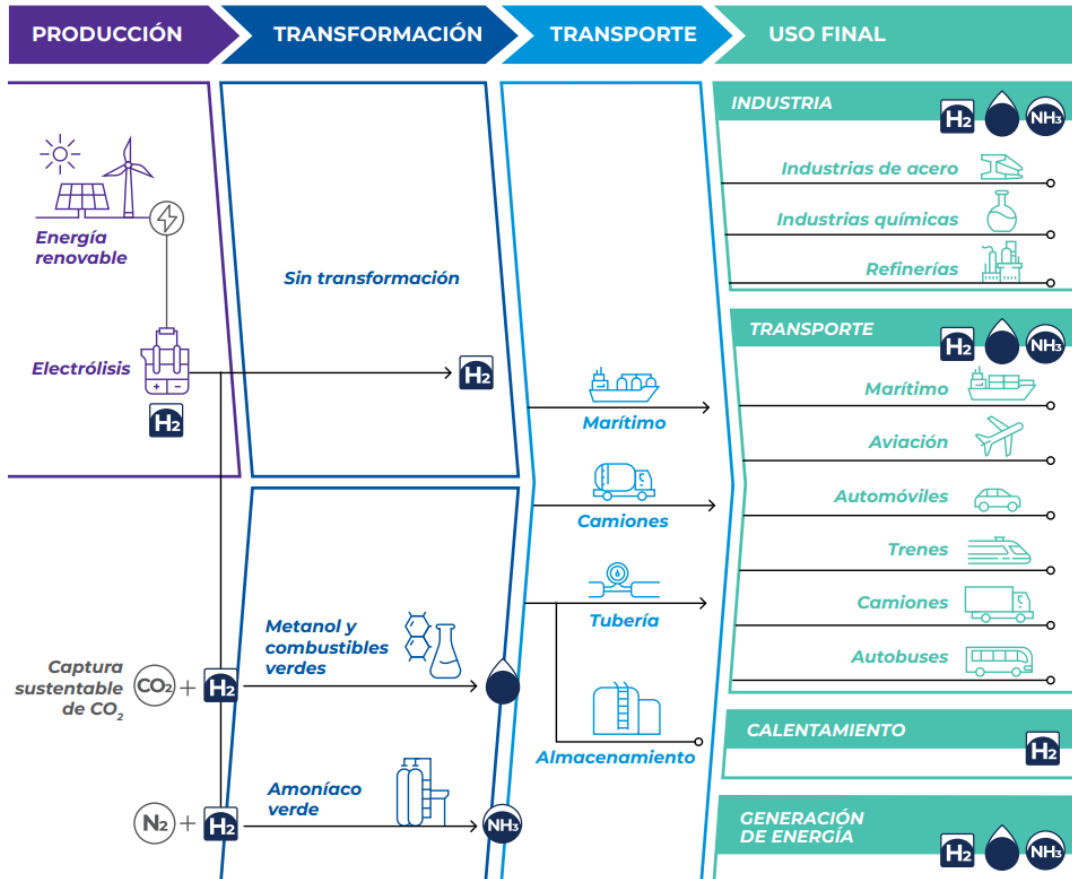 PRODUCCIÓN
TRANSFORMACIÓN
TRANSPORTE
USO FINAL
Energía
renovable
Electrólisis
+ −
H2
Sin transformación
H2
Captura
sustentable
de CO2
CO2 + H2
Metanol y
combustibles
verdes
N2 + H2
Amoníaco
verde
NH3
Marítimo
Camiones
Tubería
Almacenamiento
INDUSTRIA
H2 NH3
Industrias de acero
Industrias químicas
Refinerías
TRANSPORTE
H2 NH3
Marítimo
Aviación
Automóviles
Trenes
Camiones
Autobuses
CALENTAMIENTO
H2
GENERACIÓN
DE ENERGÍA
H2 NH3